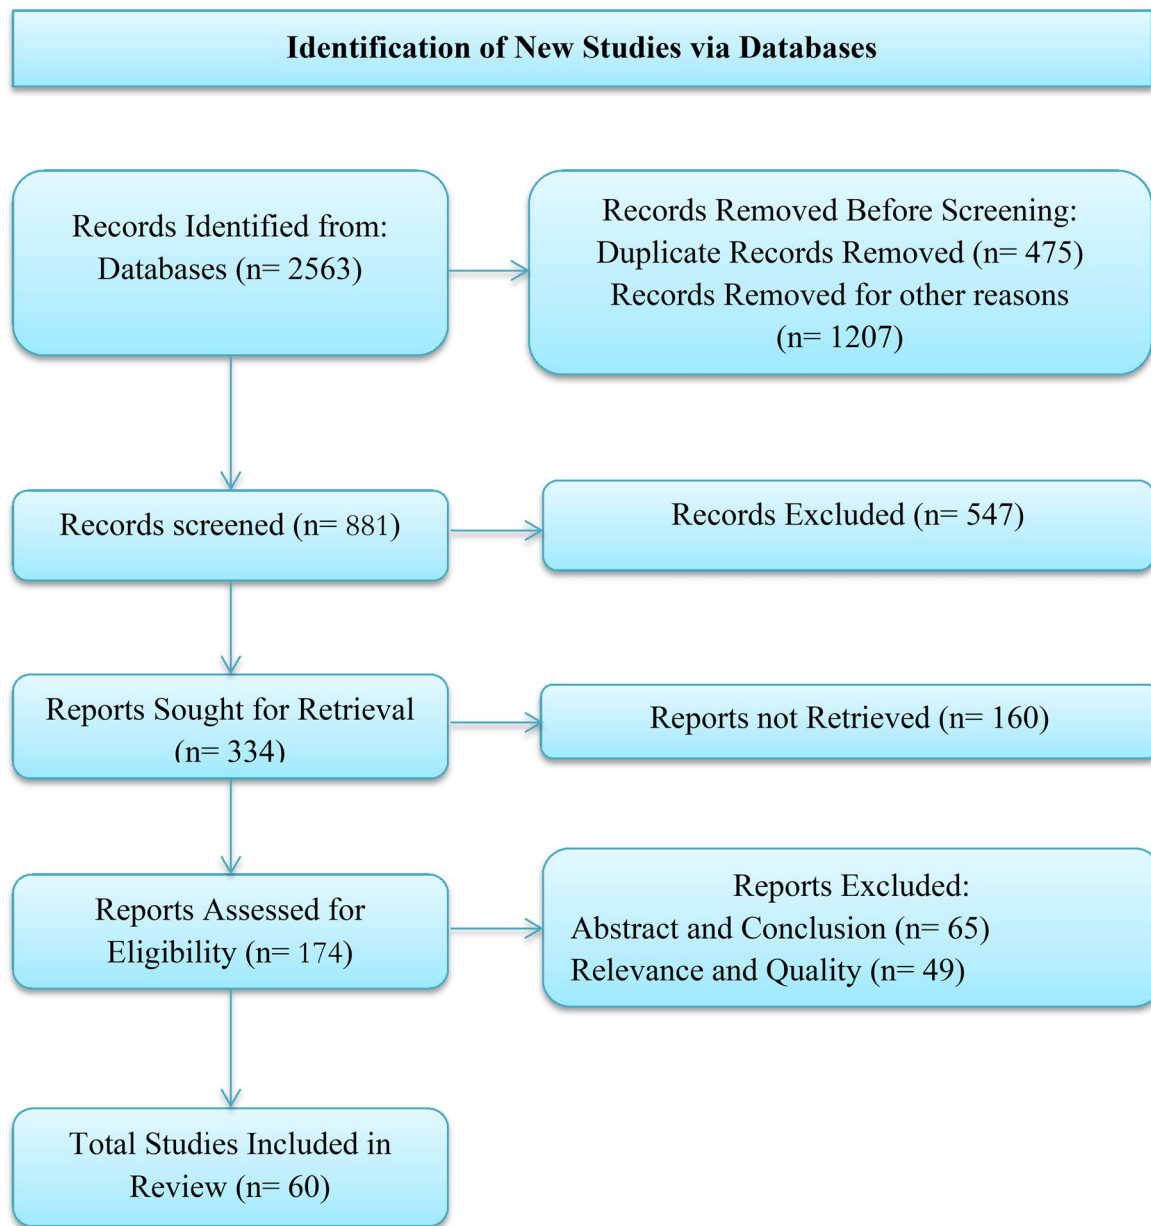 Identification of New Studies via Databases
Records Identified from:
Databases (n= 2563)
Records Removed Before Screening:
Duplicate Records Removed (n= 475)
Records Removed for other reasons
(n= 1207)
Records screened (n= 881)
Records Excluded (n= 547)
Reports Sought for Retrieval
(n= 334)
Reports not Retrieved (n= 160)
Reports Assessed for
Eligibility (n= 174)
Reports Excluded:
Abstract and Conclusion (n= 65)
Relevance and Quality (n= 49)
Total Studies Included in
Review (n= 60)